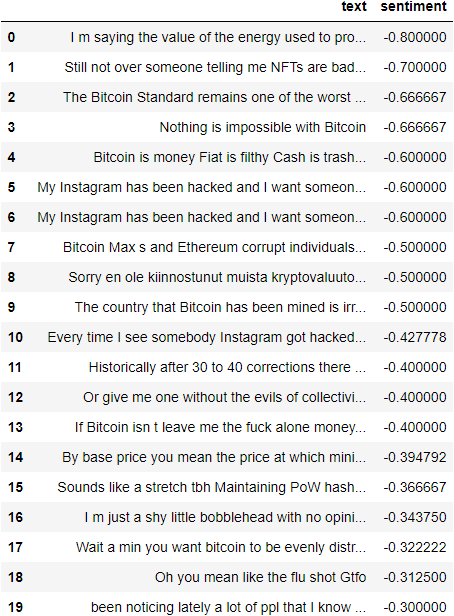 text sentiment
0 I m saying the value of the energy used to pro... -0.800000
1 Still not over someone telling me NFTs are bad... -0.700000
2 The Bitcoin Standard remains one of the worst ... -0.666667
3 Nothing is impossible with Bitcoin -0.666667
4 Bitcoin is money Fiat is filthy Cash is trash... -0.600000
5 My Instagram has been hacked and I want someon... -0.600000
6 My Instagram has been hacked and I want someon... -0.600000
7 Bitcoin Max s and Ethereum corrupt individuals... -0.500000
8 Sorry en ole kiinnostunut muista kryptovaluuto... -0.500000
9 The country that Bitcoin has been mined is irr... -0.500000
10 Every time I see somebody Instagram got hacked... -0.427778
11 Historically after 30 to 40 corrections there ... -0.400000
12 Or give me one without the evils of collectivi... -0.400000
13 If Bitcoin isn t leave me the fuck alone money... -0.400000
14 By base price you mean the price at which mini... -0.394792
15 Sounds like a stretch tbh Maintaining PoW hash... -0.366667
16 I m just a shy little bobblehead with no opini... -0.343750
17 Wait a min you want bitcoin to be evenly distr... -0.322222
18 Oh you mean like the flu shot Gtfo -0.312500
19 been noticing lately a lot of ppl that I know ... -0.300000